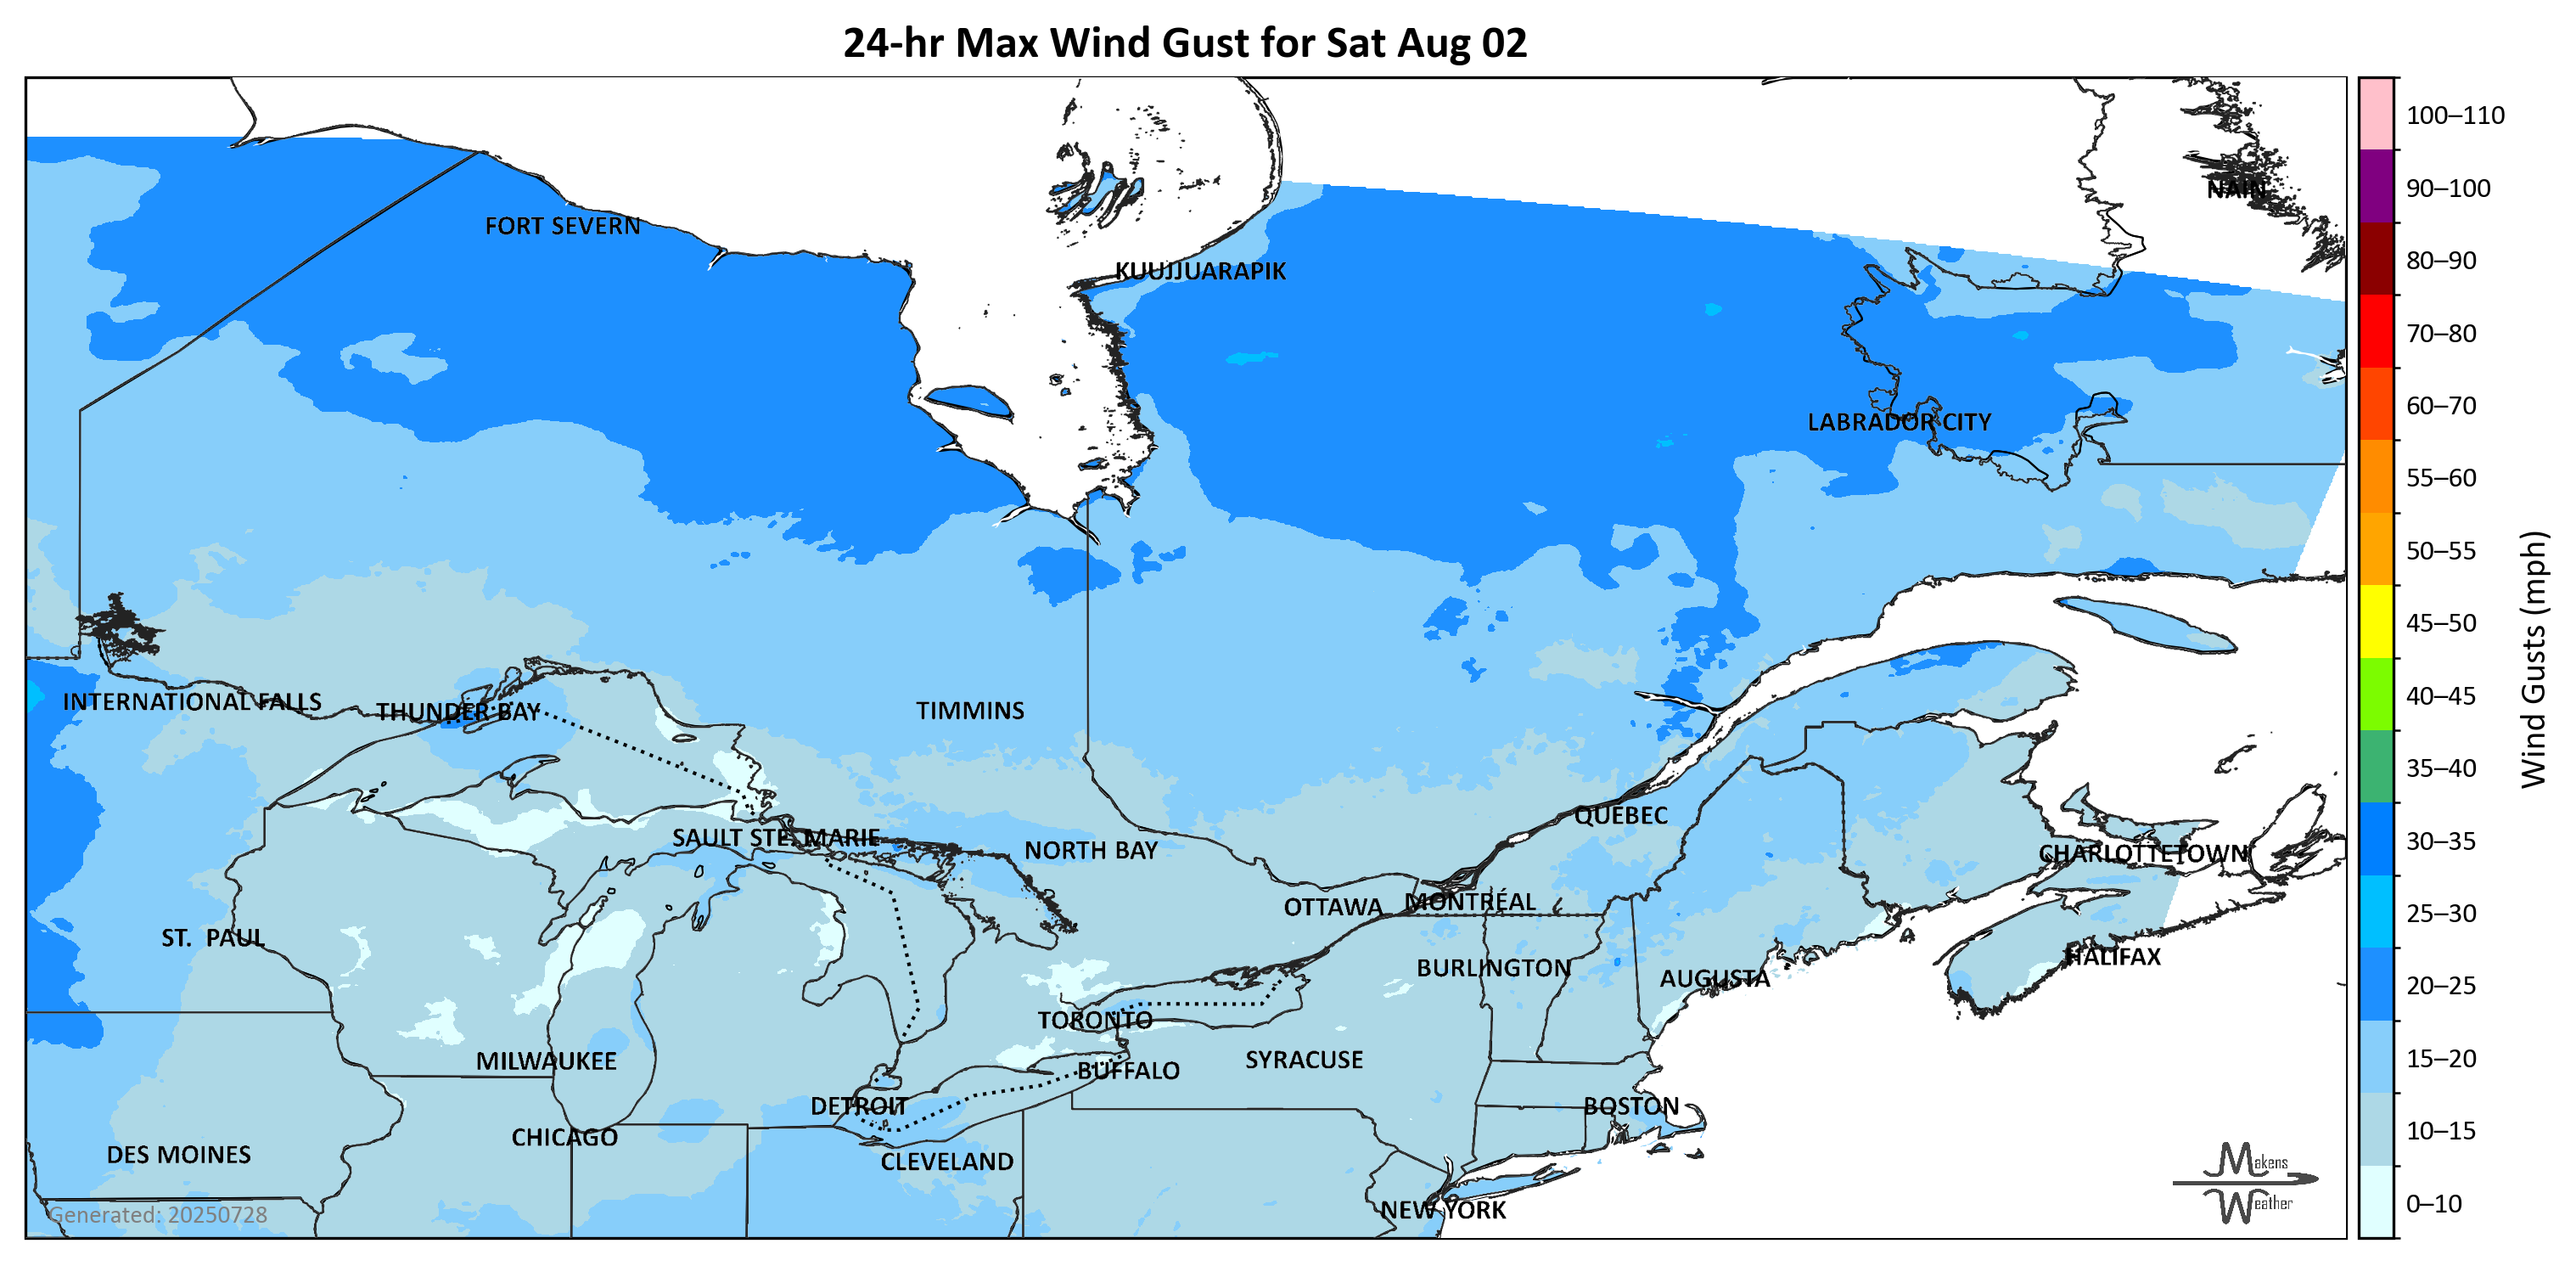 24-hr Max Wind Gust for Sat Aug 02
100–110
90–100
NAIN
FORT SEVERN
80–90
KUUJJUARAPIK
70–80
60–70
LABRADOR CITY
55–60
50–55
45–50
Wind Gusts (mph)
40–45
INTERNATIONAL FALLS
THUNDER BAY
TIMMINS
35–40
QUEBEC
30–35
SAULT STE. MARIE
NORTH BAY
CHARLOTTETOWN
OTTAWA
MONTRÉAL
25–30
ST.  PAUL
HALIFAX
BURLINGTON
AUGUSTA
20–25
TORONTO
15–20
MILWAUKEE
SYRACUSE
BUFFALO
DETROIT
BOSTON
10–15
CHICAGO
DES MOINES
CLEVELAND
Makens
Weather
0–10
NEW YORK
Generated: 20250728